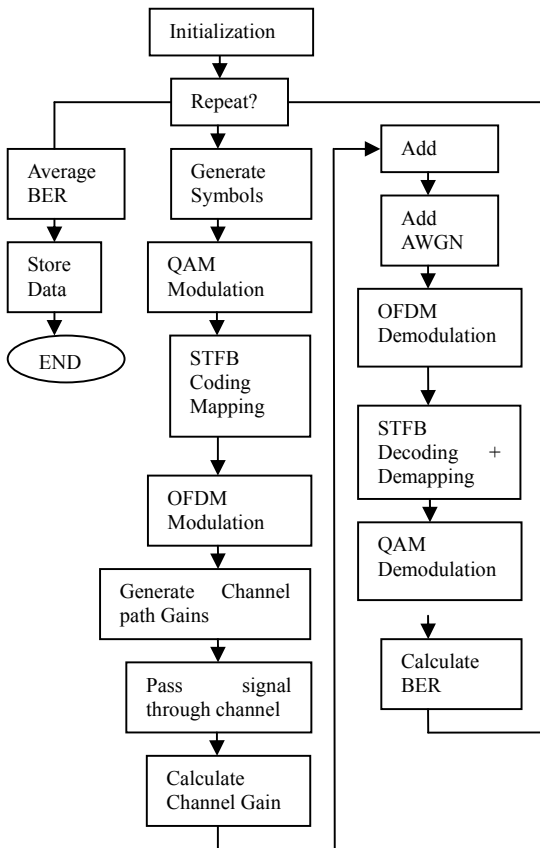 Initialization
Repeat?
Average
BER
Store
Data
END
Generate
Symbols
QAM
Modulation
STFB
Coding
Mapping
OFDM
Modulation
Generate Channel
path Gains
Pass signal
through channel
Calculate
Channel Gain
Add
Add
AWGN
OFDM
Demodulation
STFB
Decoding +
Demapping
QAM
Demodulation
Calculate
BER